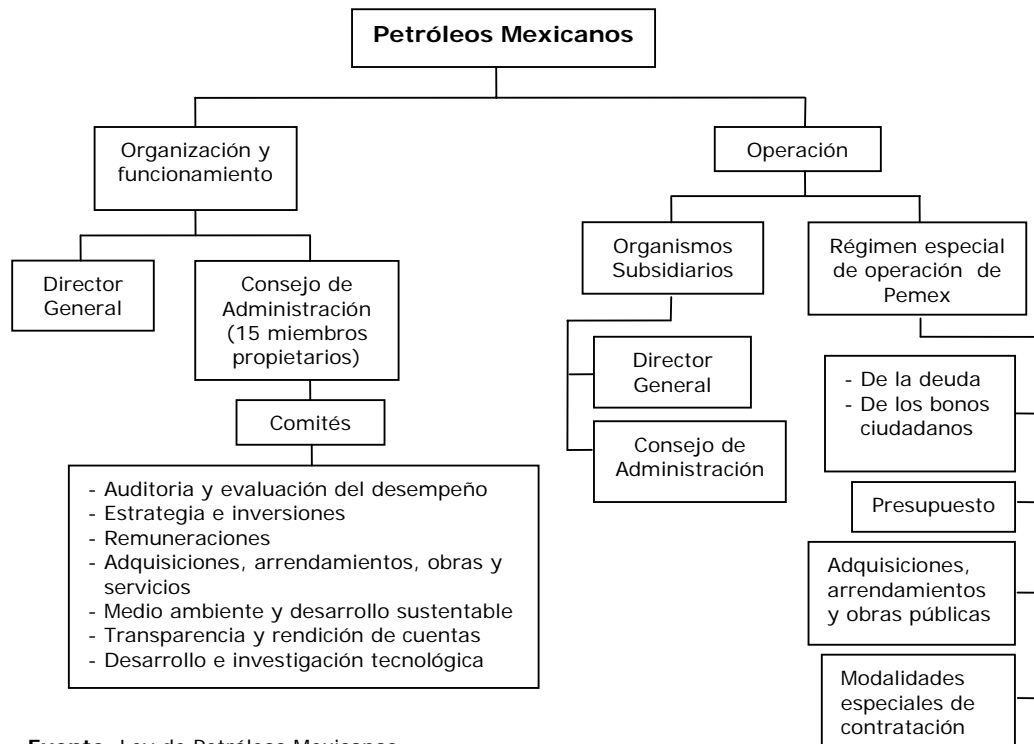 Petróleos Mexicanos
Organización y
funcionamiento
Operación
Director
General
Consejo de
Administración
(15 miembros
propietarios)
Organismos
Subsidiarios
Régimen especial
de operación de
Pemex
Comités
- Auditoria y evaluación del desempeño
- Estrategia e inversiones
- Remuneraciones
- Adquisiciones, arrendamientos, obras y
servicios
- Medio ambiente y desarrollo sustentable
- Transparencia y rendición de cuentas
- Desarrollo e investigación tecnológica
Director
General
Consejo de
Administración
- De la deuda
- De los bonos
ciudadanos
Presupuesto
Adquisiciones,
arrendamientos
y obras públicas
Modalidades
especiales de
contratación
Fuente Ley de Petróleos Mexicanos